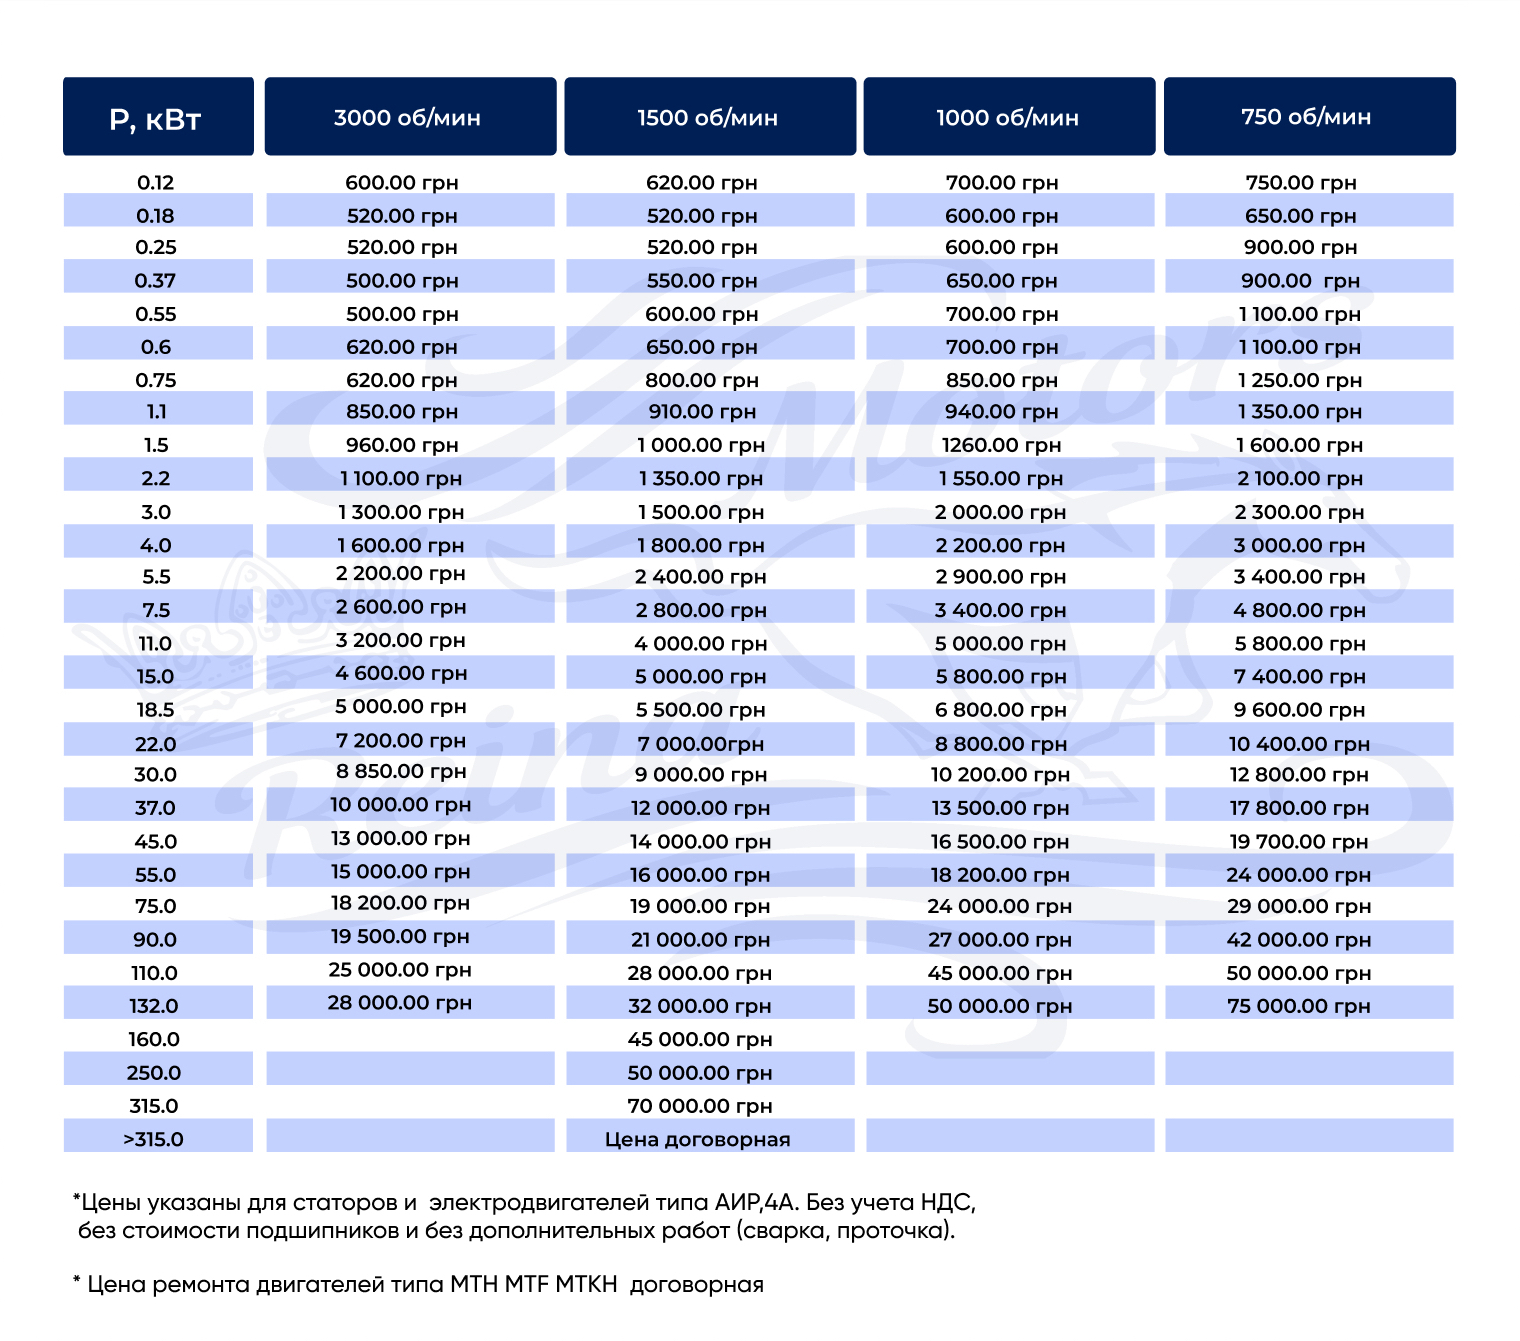 P, кВт 3000 об/мин 1500 об/мин 1000 об/мин 750 об/мин
0.12 600.00 грн 620.00 грн 700.00 грн 750.00 грн
0.18 520.00 грн 520.00 грн 600.00 грн 650.00 грн
0.25 520.00 грн 520.00 грн 600.00 грн 900.00 грн
0.37 500.00 грн 550.00 грн 650.00 грн 900.00 грн
0.55 500.00 грн 600.00 грн 700.00 грн 1 100.00 грн
0.6 620.00 грн 650.00 грн 700.00 грн 1 100.00 грн
0.75 620.00 грн 800.00 грн 850.00 грн 1 250.00 грн
1.1 850.00 грн 910.00 грн 940.00 грн 1 350.00 грн
1.5 960.00 грн 1 000.00 грн 1260.00 грн 1 600.00 грн
2.2 1 100.00 грн 1 350.00 грн 1 550.00 грн 2 100.00 грн
3.0 1 300.00 грн 1 500.00 грн 2 000.00 грн 2 300.00 грн
4.0 1 600.00 грн 1 800.00 грн 2 200.00 грн 3 000.00 грн
5.5 2 200.00 грн 2 400.00 грн 2 900.00 грн 3 400.00 грн
7.5 2 600.00 грн 2 800.00 грн 3 400.00 грн 4 800.00 грн
11.0 3 200.00 грн 4 000.00 грн 5 000.00 грн 5 800.00 грн
15.0 4 600.00 грн 5 000.00 грн 5 800.00 грн 7 400.00 грн
18.5 5 000.00 грн 5 500.00 грн 6 800.00 грн 9 600.00 грн
22.0 7 200.00 грн 7 000.00грн 8 800.00 грн 10 400.00 грн
30.0 8 850.00 грн 9 000.00 грн 10 200.00 грн 12 800.00 грн
37.0 10 000.00 грн 12 000.00 грн 13 500.00 грн 17 800.00 грн
45.0 13 000.00 грн 14 000.00 грн 16 500.00 грн 19 700.00 грн
55.0 15 000.00 грн 16 000.00 грн 18 200.00 грн 24 000.00 грн
75.0 18 200.00 грн 19 000.00 грн 24 000.00 грн 29 000.00 грн
90.0 19 500.00 грн 21 000.00 грн 27 000.00 грн 42 000.00 грн
110.0 25 000.00 грн 28 000.00 грн 45 000.00 грн 50 000.00 грн
132.0 28 000.00 грн 32 000.00 грн 50 000.00 грн 75 000.00 грн
160.0 45 000.00 грн
250.0 50 000.00 грн
315.0 70 000.00 грн
>315.0 Цена договорная
*Цены указаны для статоров и электродвигателей типа АИР,4А. Без учета НДС,
без стоимости подшипников и без дополнительных работ (сварка, проточка).
* Цена ремонта двигателей типа MTH MTF MTKH договорная
Reina Motors